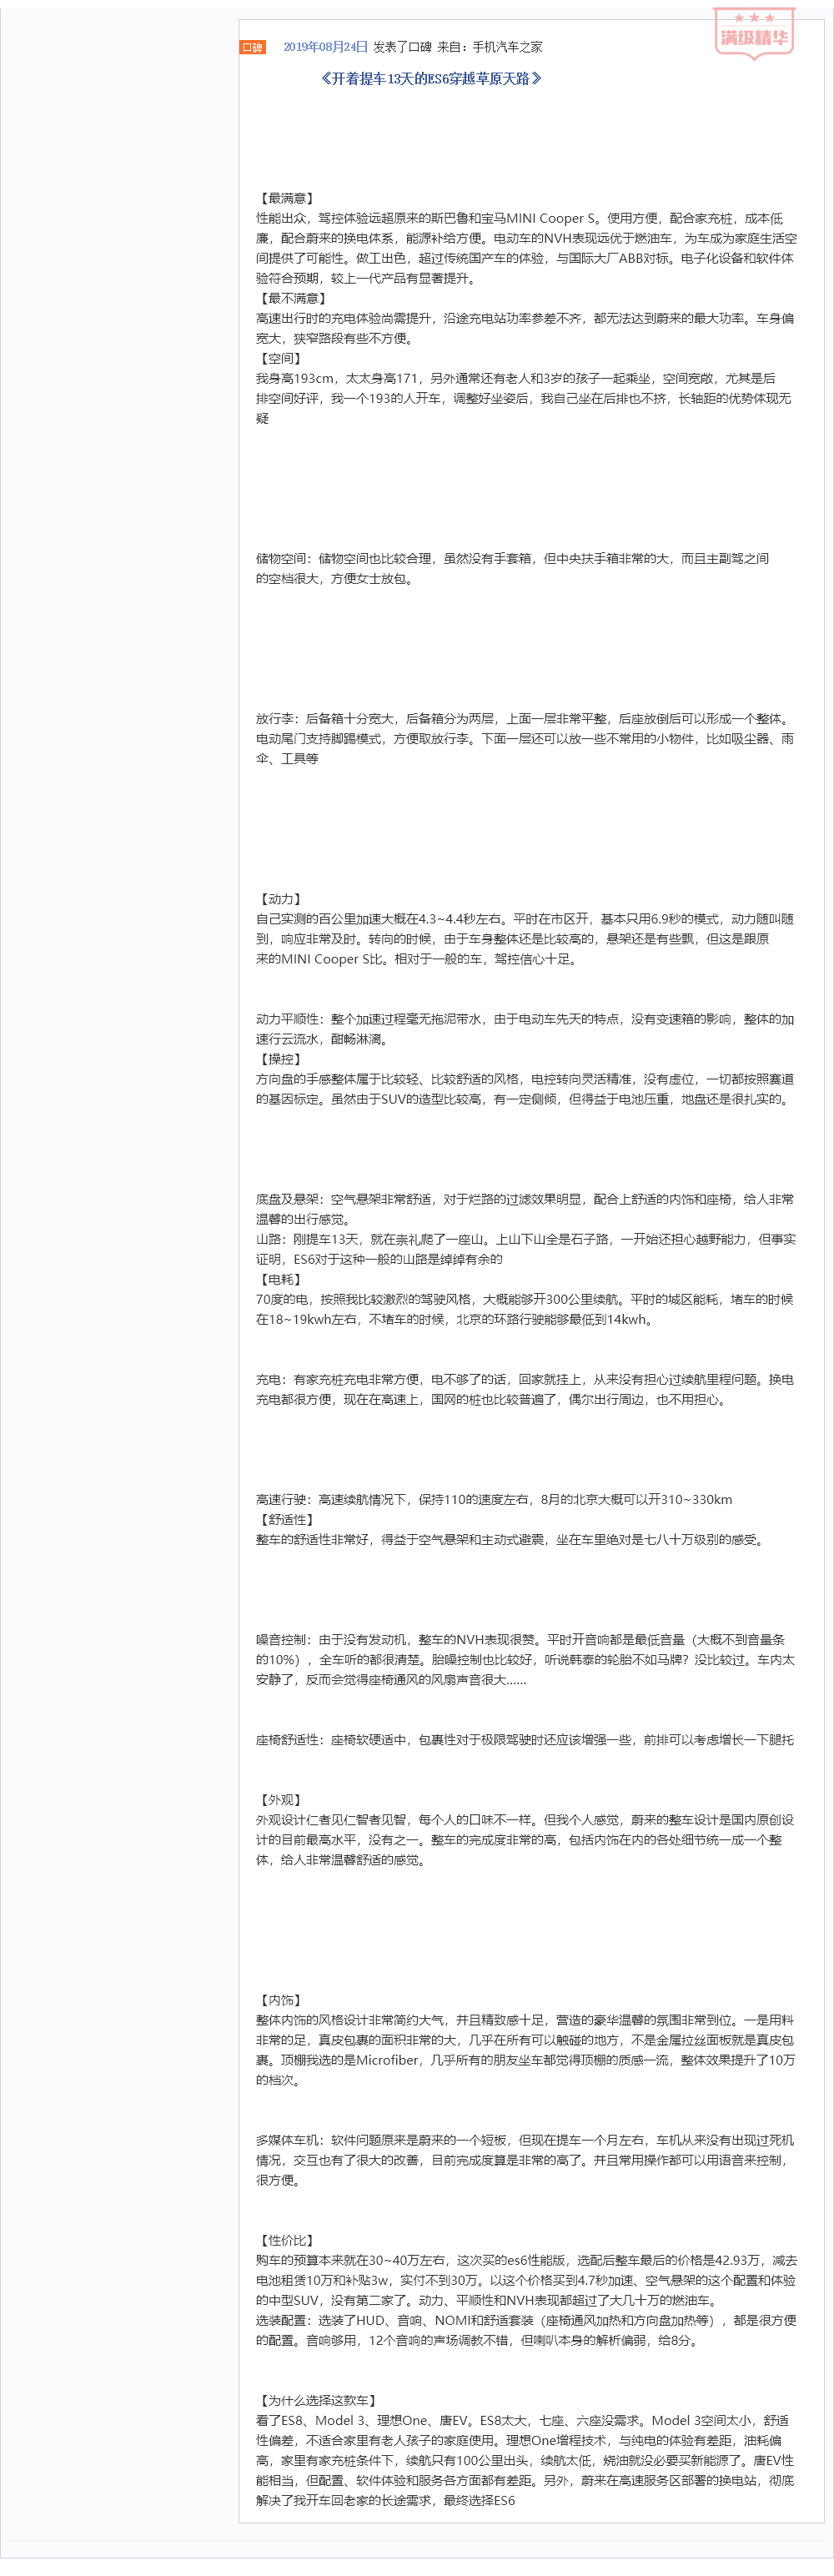 满级精华
口碑 2019年08月24日 发表了口碑 来自：手机汽车之家
《开着提车13天的ES6穿越草原天路》
【最满意】
性能出众，驾控体验远超原来的斯巴鲁和宝马MINI Cooper S。使用方便，配合家充桩，成本低
廉，配合蔚来的换电体系，能源补给方便。电动车的NVH表现远优于燃油车，为车成为家庭生活空
间提供了可能性。做工出色，超过传统国产车的体验，与国际大厂ABB对标。电子化设备和软件体
验符合预期，较上一代产品有显著提升。
【最不满意】
高速出行时的充电体验尚需提升，沿途充电站功率参差不齐，都无法达到蔚来的最大功率。车身偏
宽大，狭窄路段有些不方便。
【空间】
我身高193cm，太太身高171，另外通常还有老人和3岁的孩子一起乘坐，空间宽敞，尤其是后
排空间好评，我一个193的人开车，调整好坐姿后，我自己坐在后排也不挤，长轴距的优势体现无
疑
储物空间：储物空间也比较合理，虽然没有手套箱，但中央扶手箱非常的大，而且主副驾之间
的空档很大，方便女士放包。
放行李：后备箱十分宽大，后备箱分为两层，上面一层非常平整，后座放倒后可以形成一个整体。
电动尾门支持脚踢模式，方便取放行李。下面一层还可以放一些不常用的小物件，比如吸尘器、雨
伞、工具等
【动力】
自己实测的百公里加速大概在4.3~4.4秒左右。平时在市区开，基本只用6.9秒的模式，动力随叫随
到，响应非常及时。转向的时候，由于车身整体还是比较高的，悬架还是有些飘，但这是跟原
来的MINI Cooper S比。相对于一般的车，驾控信心十足。
动力平顺性：整个加速过程毫无拖泥带水，由于电动车先天的特点，没有变速箱的影响，整体的加
速行云流水，酣畅淋漓。
【操控】
方向盘的手感整体属于比较轻、比较舒适的风格，电控转向灵活精准，没有虚位，一切都按照赛道
的基因标定。虽然由于SUV的造型比较高，有一定侧倾，但得益于电池压重，地盘还是很扎实的。
底盘及悬架：空气悬架非常舒适，对于烂路的过滤效果明显，配合上舒适的内饰和座椅，给人非常
温馨的出行感觉。
山路：刚提车13天，就在崇礼爬了一座山。上山下山全是石子路，一开始还担心越野能力，但事实
证明，ES6对于这种一般的山路是绰绰有余的
【电耗】
70度的电，按照我比较激烈的驾驶风格，大概能够开300公里续航。平时的城区能耗，堵车的时候
在18~19kwh左右，不堵车的时候，北京的环路行驶能够最低到14kwh。
充电：有家充桩充电非常方便，电不够了的话，回家就挂上，从来没有担心过续航里程问题。换电
充电都很方便，现在在高速上，国网的桩也比较普遍了，偶尔出行周边，也不用担心。
高速行驶：高速续航情况下，保持110的速度左右，8月的北京大概可以开310~330km
【舒适性】
整车的舒适性非常好，得益于空气悬架和主动式避震，坐在车里绝对是七八十万级别的感受。
噪音控制：由于没有发动机，整车的NVH表现很赞。平时开音响都是最低音量（大概不到音量条
的10%），全车听的都很清楚。胎噪控制也比较好，听说韩泰的轮胎不如马牌？没比较过。车内太
安静了，反而会觉得座椅通风的风扇声音很大......
座椅舒适性：座椅软硬适中，包裹性对于极限驾驶时还应该增强一些，前排可以考虑增长一下腿托
【外观】
外观设计仁者见仁智者见智，每个人的口味不一样。但我个人感觉，蔚来的整车设计是国内原创设
计的目前最高水平，没有之一。整车的完成度非常的高，包括内饰在内的各处细节统一成一个整
体，给人非常温馨舒适的感觉。
【内饰】
整体内饰的风格设计非常简约大气，并且精致感十足，营造的豪华温馨的氛围非常到位。一是用料
非常的足，真皮包裹的面积非常的大，几乎在所有可以触碰的地方，不是金属拉丝面板就是真皮包
裹。顶棚我选的是Microfiber，几乎所有的朋友坐车都觉得顶棚的质感一流，整体效果提升了10万
的档次。
多媒体车机：软件问题原来是蔚来的一个短板，但现在提车一个月左右，车机从来没有出现过死机
情况，交互也有了很大的改善，目前完成度算是非常的高了。并且常用操作都可以用语音来控制，
很方便。
【性价比】
购车的预算本来就在30~40万左右，这次买的es6性能版，选配后整车最后的价格是42.93万，减去
电池租赁10万和补贴3w，实付不到30万。以这个价格买到4.7秒加速、空气悬架的这个配置和体验
的中型SUV，没有第二家了。动力、平顺性和NVH表现都超过了大几十万的燃油车。
选装配置：选装了HUD、音响、NOMI和舒适套装（座椅通风加热和方向盘加热等），都是很方便
的配置。音响够用，12个音响的声场调教不错，但喇叭本身的解析偏弱，给8分。
【为什么选择这款车】
看了ES8、Model 3、理想One、唐EV。ES8太大，七座、六座没需求。Model 3空间太小，舒适
性偏差，不适合家里有老人孩子的家庭使用。理想One增程技术，与纯电的体验有差距，油耗偏
高，家里有家充桩条件下，续航只有100公里出头，续航太低，烧油就没必要买新能源了。唐EV性
能相当，但配置、软件体验和服务各方面都有差距。另外，蔚来在高速服务区部署的换电站，彻底
解决了我开车回老家的长途需求，最终选择ES6